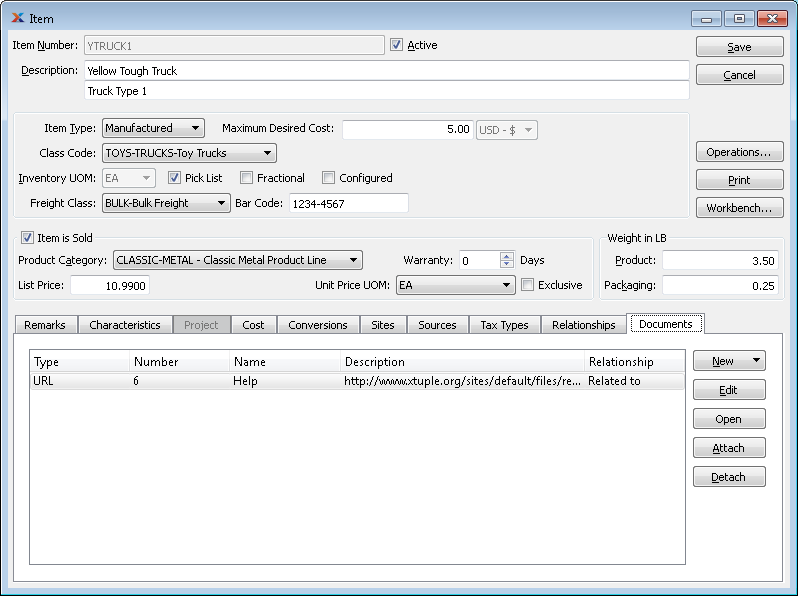 Item
Item Number: YTRUCK1 Active Save
Description: Yellow Tough Truck Cancel
Truck Type 1
Item Type: Manufactured Maximum Desired Cost: 5.00 USD - $
Class Code: TOYS-TRUCKS-Toy Trucks Operations...
Inventory UOM: EA Pick List Fractional Configured Print
Freight Class: BULK-Bulk Freight Bar Code: 1234-4567 Workbench...
Item is Sold Weight in LB
Product Category: CLASSIC-METAL - Classic Metal Product Line Warranty: 0 Days Product: 3.50
List Price: 10.9900 Unit Price UOM: EA Exclusive Packaging: 0.25
Remarks Characteristics Project Cost Conversions Sites Sources Tax Types Relationships Documents
Type Number Name Description Relationship New
URL 6 Help http://www.xtuple.org/sites/default/files/re... Related to
Edit
Open
Attach
Detach